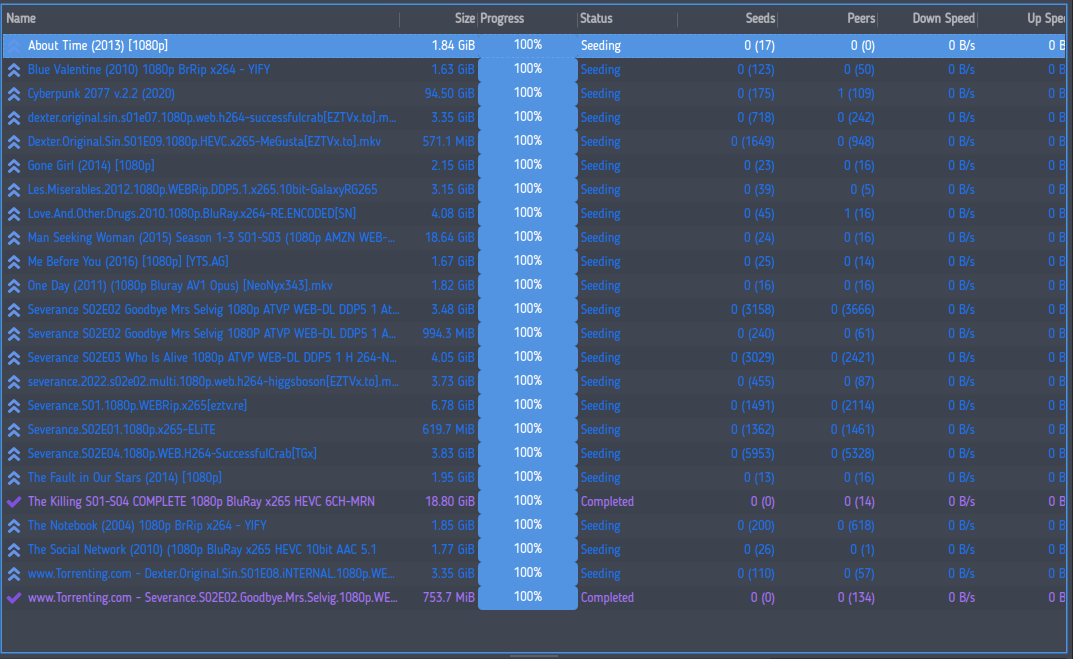 Name Size Progress Status Seeds Peers Down Speed Up Spee
About Time (2013) [1080p] 1.84 GiB 100% Seeding 0 (17) 0 (0) 0 B/s 0 B
Blue Valentine (2010) 1080p BrRip x264 - YIFY 1.63 GiB 100% Seeding 0 (123) 0 (50) 0 B/s 0 B
Cyberpunk 2077 v.2.2 (2020) 94.50 GiB 100% Seeding 0 (175) 1 (109) 0 B/s 0 B
dexter.original.sin.s01e07.1080p.web.h264-successfulcrab[EZTVx.to].m... 3.35 GiB 100% Seeding 0 (718) 0 (242) 0 B/s 0 B
Dexter.Original.Sin.S01E09.1080p.HEVC.x265-MeGusta[EZTVx.to].mkv 571.1 MiB 100% Seeding 0 (1649) 0 (948) 0 B/s 0 B
Gone Girl (2014) [1080p] 2.15 GiB 100% Seeding 0 (23) 0 (16) 0 B/s 0 B
Les.Miserables.2012.1080p.WEBRip.DDP5.1.x265.10bit-GalaxyRG265 3.15 GiB 100% Seeding 0 (39) 0 (5) 0 B/s 0 B
Love.And.Other.Drugs.2010.1080p.BluRay.x264-RE.ENCODED[SN] 4.08 GiB 100% Seeding 0 (45) 1 (16) 0 B/s 0 B
Man Seeking Woman (2015) Season 1-3 S01-S03 (1080p AMZN WEB-... 18.64 GiB 100% Seeding 0 (24) 0 (16) 0 B/s 0 B
Me Before You (2016) [1080p] [YTS.AG] 1.67 GiB 100% Seeding 0 (25) 0 (14) 0 B/s 0 B
One Day (2011) (1080p Bluray AV1 Opus) [NeoNyx343].mkv 1.82 GiB 100% Seeding 0 (16) 0 (16) 0 B/s 0 B
Severance S02E02 Goodbye Mrs Selvig 1080p ATVP WEB-DL DDP5 1 At... 3.48 GiB 100% Seeding 0 (3158) 0 (3666) 0 B/s 0 B
Severance S02E02 Goodbye Mrs Selvig 1080p ATVP WEB-DL DDP5 1 A... 994.3 MiB 100% Seeding 0 (240) 0 (61) 0 B/s 0 B
Severance S02E03 Who Is Alive 1080p ATVP WEB-DL DDP5 1 H 264-N... 4.05 GiB 100% Seeding 0 (3029) 0 (2421) 0 B/s 0 B
severance.2022.s02e02.multi.1080p.web.h264-higgsboson[EZTVx.to].m... 3.73 GiB 100% Seeding 0 (455) 0 (87) 0 B/s 0 B
Severance.S01.1080p.WEBRip.x265[eztv.re] 6.78 GiB 100% Seeding 0 (1491) 0 (2114) 0 B/s 0 B
Severance.S02E01.1080p.x265-ELiTE 619.7 MiB 100% Seeding 0 (1362) 0 (1461) 0 B/s 0 B
Severance.S02E04.1080p.WEB.H264-SuccessfulCrab[TGx] 3.83 GiB 100% Seeding 0 (5953) 0 (5328) 0 B/s 0 B
The Fault in Our Stars (2014) [1080p] 1.95 GiB 100% Seeding 0 (13) 0 (16) 0 B/s 0 B
The Killing S01-S04 COMPLETE 1080p BluRay x265 HEVC 6CH-MRN 18.80 GiB 100% Completed 0 (0) 0 (14) 0 B/s 0 B
The Notebook (2004) 1080p BrRip x264 - YIFY 1.85 GiB 100% Seeding 0 (200) 0 (618) 0 B/s 0 B
The Social Network (2010) (1080p BluRay x265 HEVC 10bit AAC 5.1 1.77 GiB 100% Seeding 0 (26) 0 (1) 0 B/s 0 B
www.Torrenting.com - Dexter.Original.Sin.S01E08.iNTERNAL.1080p.WE... 3.35 GiB 100% Seeding 0 (110) 0 (57) 0 B/s 0 B
www.Torrenting.com - Severance.S02E02.Goodbye.Mrs.Selvig.1080p.WE... 753.7 MiB 100% Completed 0 (0) 0 (134) 0 B/s 0 B